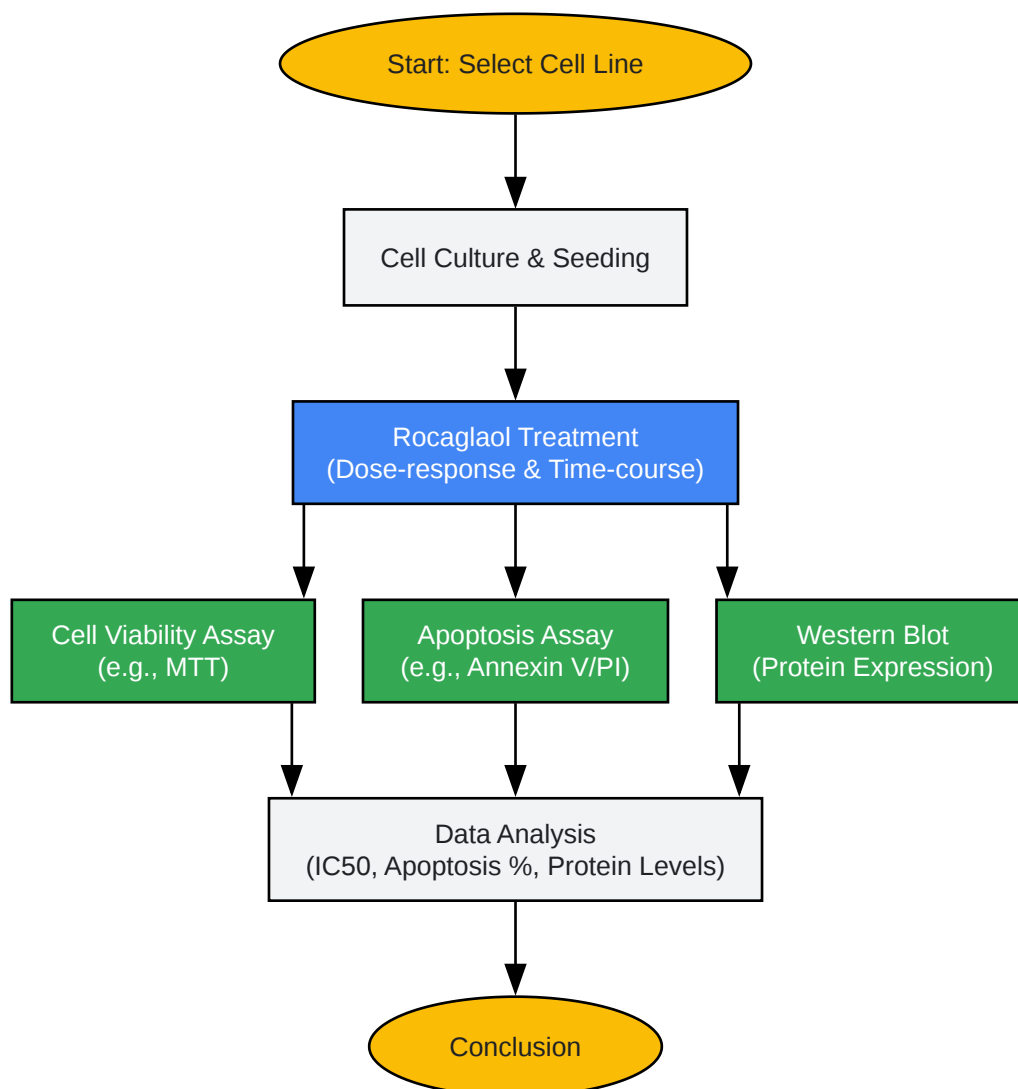 Start: Select Cell Line
Cell Culture & Seeding
Rocaglaol Treatment
(Dose-response & Time-course)
Cell Viability Assay
(e.g., MTT)
Apoptosis Assay
(e.g., Annexin V/PI)
Western Blot
(Protein Expression)
Data Analysis
(IC50, Apoptosis %, Protein Levels)
Conclusion